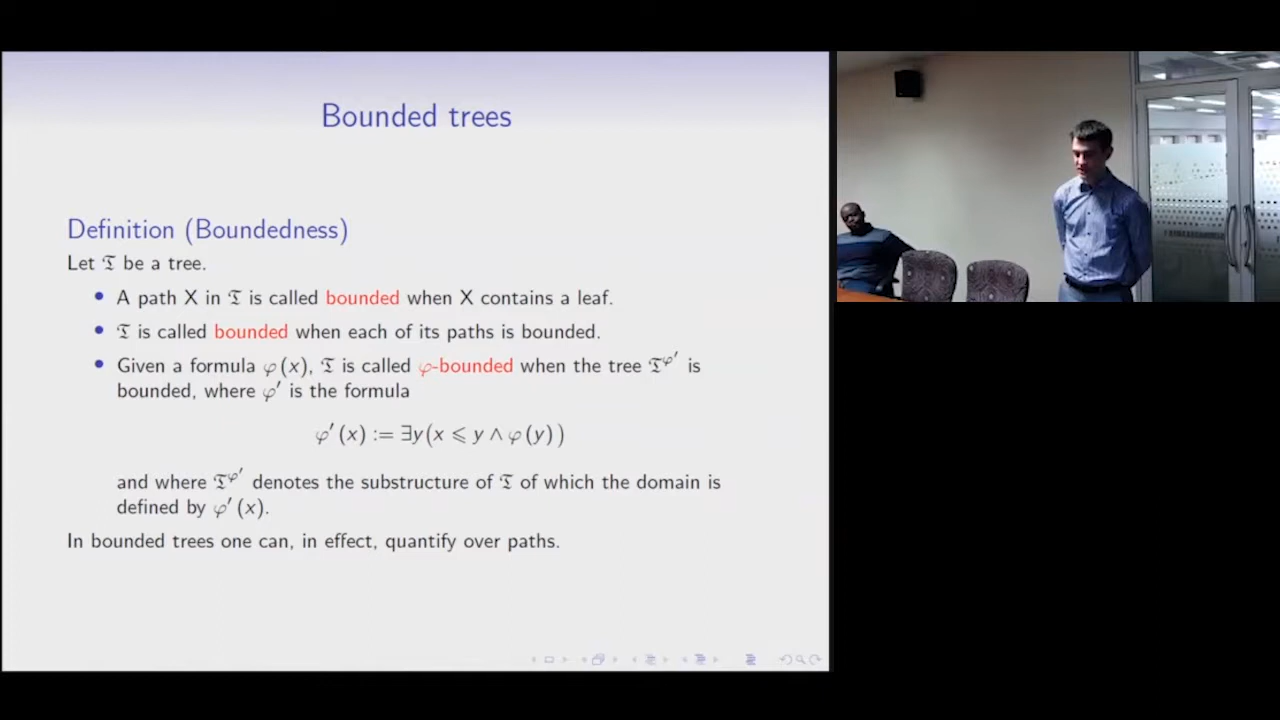 Bounded trees
Definition (Boundedness)
Let 𝔗 be a tree.
• A path X in 𝔗 is called bounded when X contains a leaf.
• 𝔗 is called bounded when each of its paths is bounded.
• Given a formula φ(x), 𝔗 is called φ-bounded when the tree 𝔗^φ′ is
bounded, where φ′ is the formula
φ′(x) := ∃y(x ⩽ y ∧ φ(y))
and where 𝔗^φ′ denotes the substructure of 𝔗 of which the domain is
defined by φ′(x).
In bounded trees one can, in effect, quantify over paths.